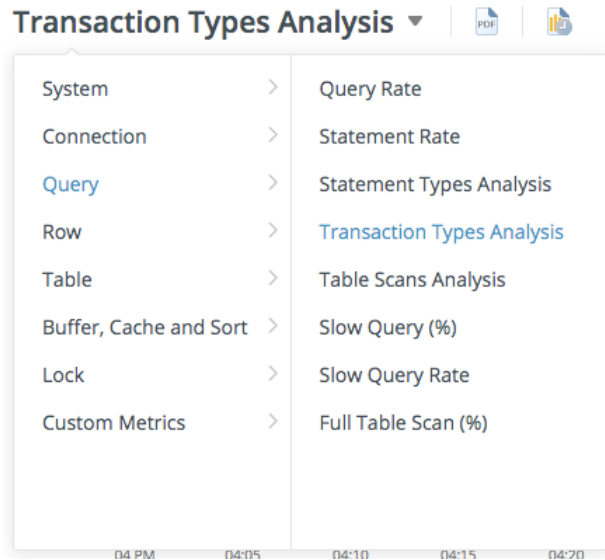 Transaction Types Analysis
PDF
System
Connection
Query
Row
Table
Buffer, Cache and Sort
Lock
Custom Metrics
Query Rate
Statement Rate
Statement Types Analysis
Transaction Types Analysis
Table Scans Analysis
Slow Query (%)
Slow Query Rate
Full Table Scan (%)
04 PM 04:05 04:10 04:15 04:20